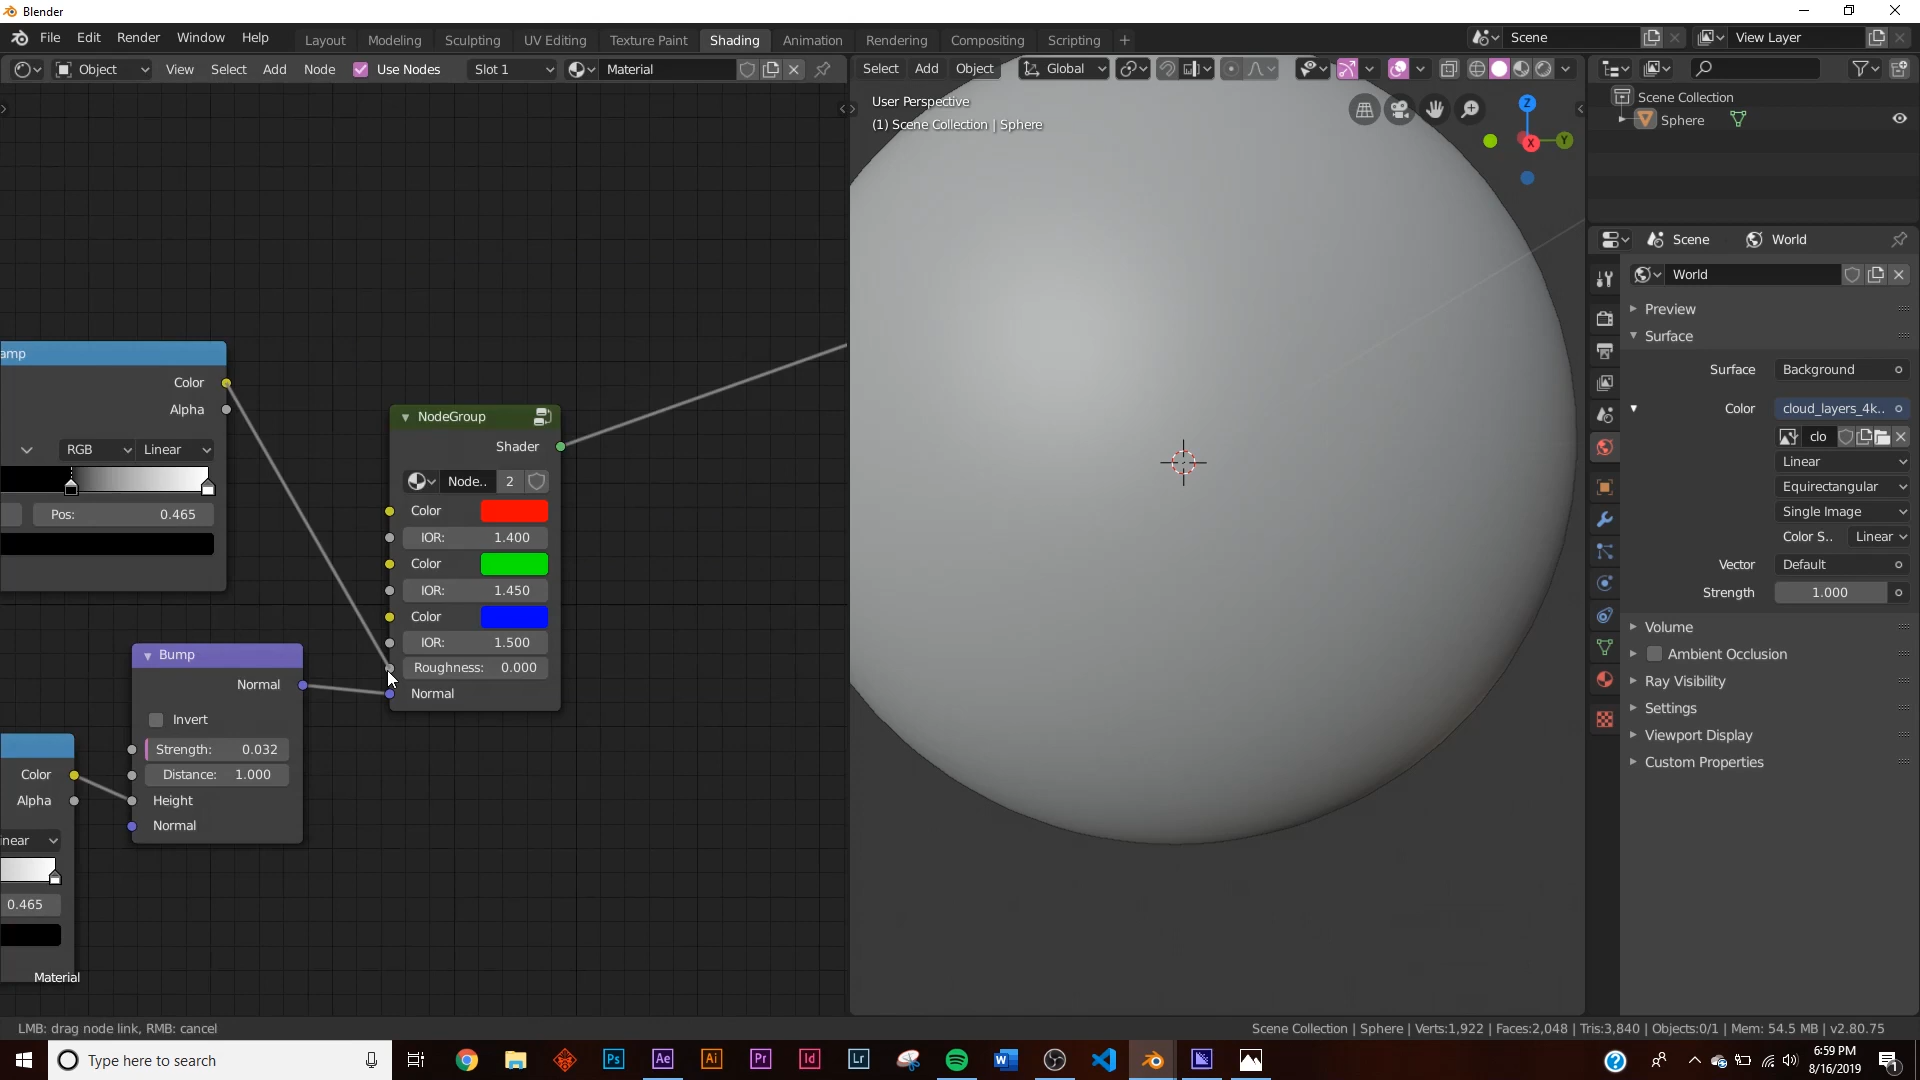 Blender
File Edit Render Window Help Layout Modeling Sculpting UV Editing Texture Paint Shading Animation Rendering Compositing Scripting + Scene View Layer
Object View Select Add Node Use Nodes Slot 1 Material Select Add Object Global
User Perspective
(1) Scene Collection | Sphere
Z
Y
X
Scene Collection
Sphere
Scene World
World
Preview
Surface
Surface Background
Color cloud_layers_4k..
clo
Linear
Equirectangular
Single Image
Color S.. Linear
Vector Default
Strength 1.000
Volume
Ambient Occlusion
Ray Visibility
Settings
Viewport Display
Custom Properties
amp
Color
Alpha
RGB Linear
Pos: 0.465
NodeGroup
Shader
Node.. 2
Color
IOR: 1.400
Color
IOR: 1.450
Color
IOR: 1.500
Roughness: 0.000
Normal
Bump
Normal
Invert
Strength: 0.032
Distance: 1.000
Height
Normal
Color
Alpha
inear
0.465
Material
LMB: drag node link, RMB: cancel
Scene Collection | Sphere | Verts:1,922 | Faces:2,048 | Tris:3,840 | Objects:0/1 | Mem: 54.5 MB | v2.80.75
Type here to search
Ps Ae Ai Pr Id Lr
6:59 PM
8/16/2019
1